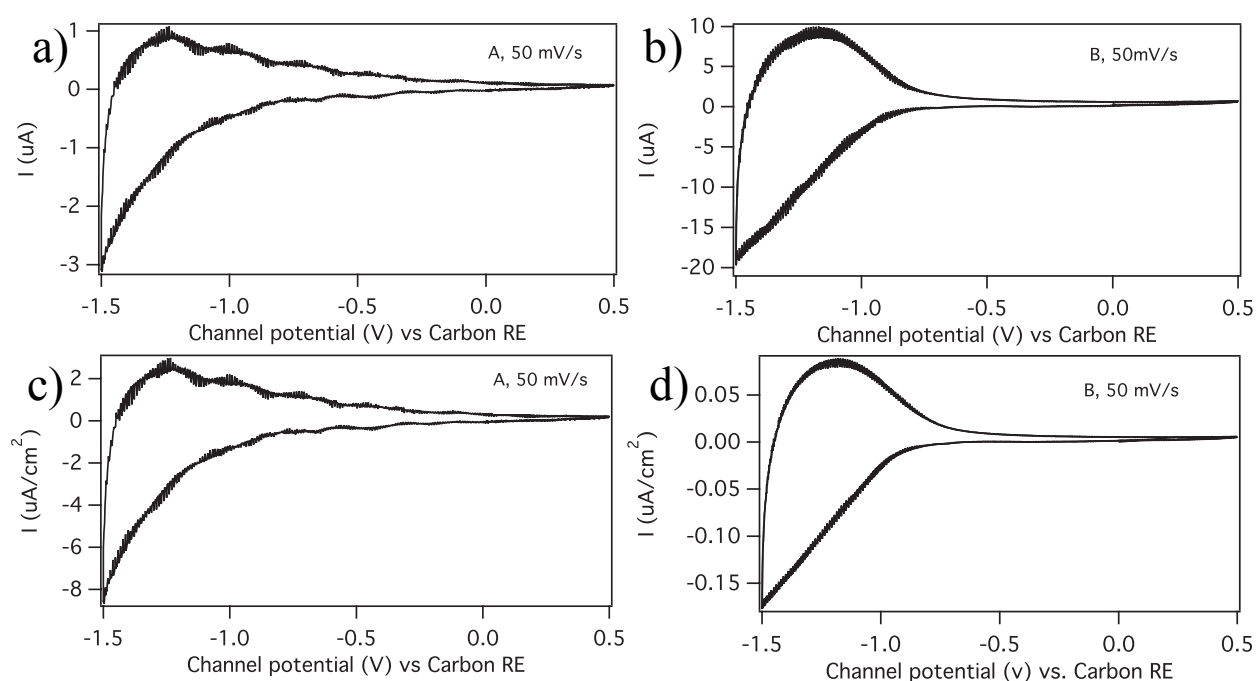 a)
A, 50 mV/s
1
0
-1
-2
-3
I (uA)
-1.5 -1.0 -0.5 0.0 0.5
Channel potential (V) vs Carbon RE
b)
B, 50mV/s
10
5
0
-5
-10
-15
-20
I (uA)
-1.5 -1.0 -0.5 0.0 0.5
Channel potential (V) vs Carbon RE
c)
A, 50 mV/s
2
0
-2
-4
-6
-8
I (uA/cm2)
-1.5 -1.0 -0.5 0.0 0.5
Channel potential (V) vs Carbon RE
d)
B, 50 mV/s
0.05
0.00
-0.05
-0.10
-0.15
I (uA/cm2)
-1.5 -1.0 -0.5 0.0 0.5
Channel potential (v) vs. Carbon RE